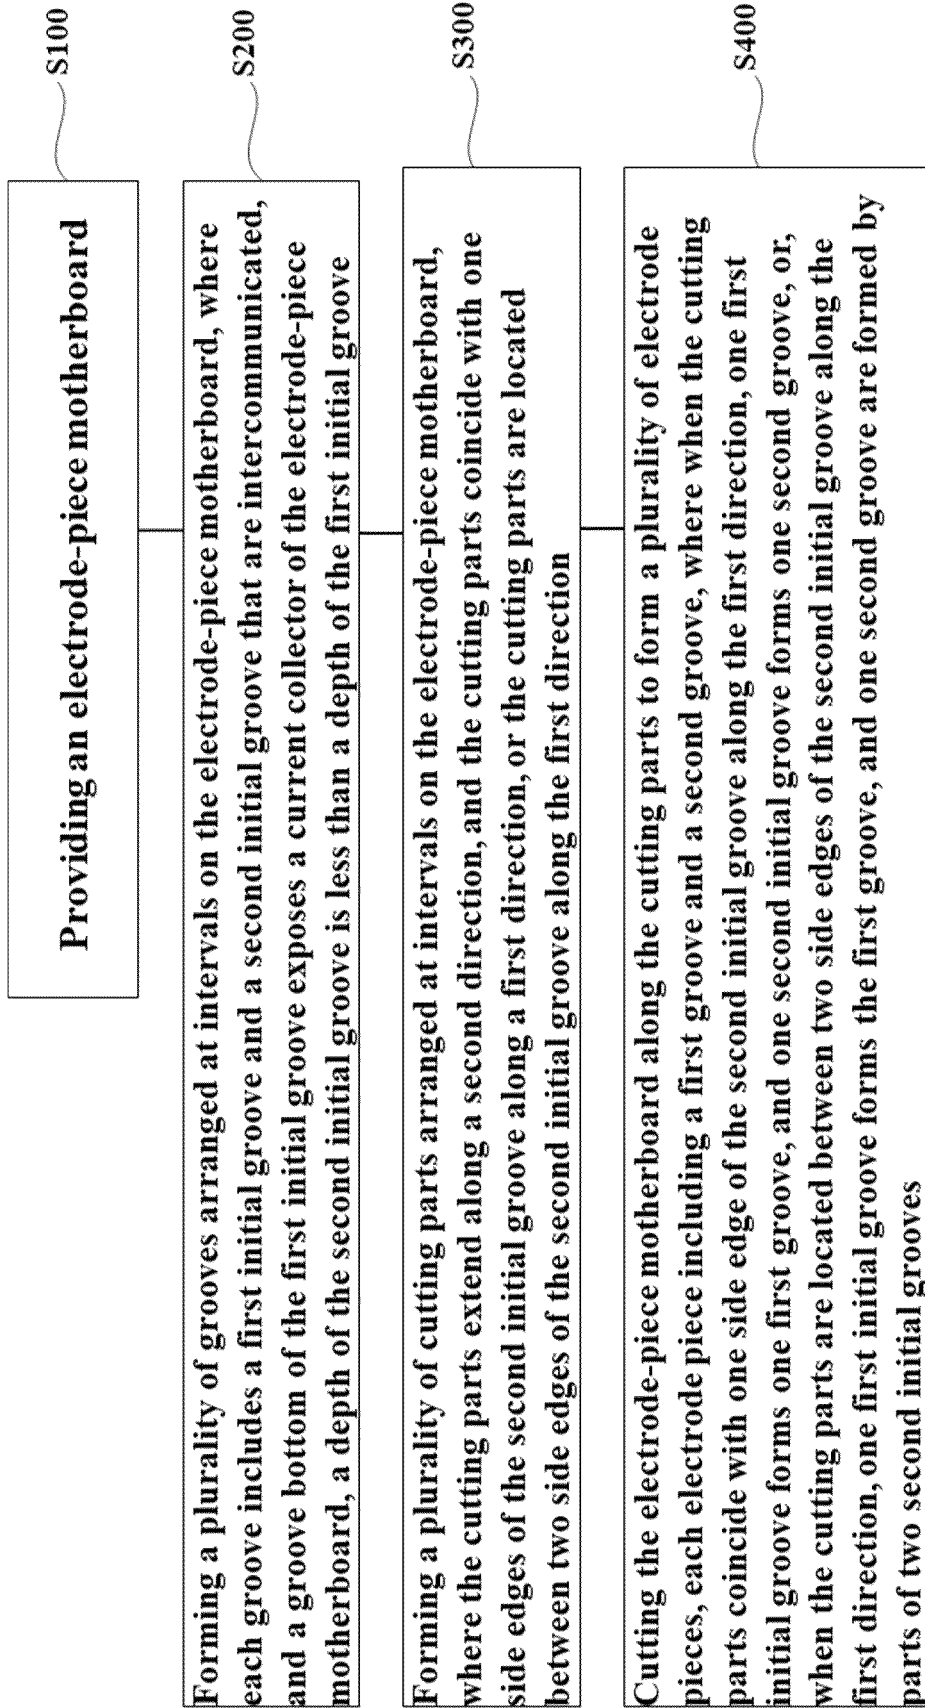 Providing an electrode-piece motherboard
S100
Forming a plurality of grooves arranged at intervals on the electrode-piece motherboard, where
each groove includes a first initial groove and a second initial groove that are intercommunicated,
and a groove bottom of the first initial groove exposes a current collector of the electrode-piece
motherboard, a depth of the second initial groove is less than a depth of the first initial groove
S200
Forming a plurality of cutting parts arranged at intervals on the electrode-piece motherboard,
where the cutting parts extend along a second direction, and the cutting parts coincide with one
side edges of the second initial groove along a first direction, or the cutting parts are located
between two side edges of the second initial groove along the first direction
S300
Cutting the electrode-piece motherboard along the cutting parts to form a plurality of electrode
pieces, each electrode piece including a first groove and a second groove, where when the cutting
parts coincide with one side edge of the second initial groove along the first direction, one first
initial groove forms one first groove, and one second initial groove forms one second groove, or,
when the cutting parts are located between two side edges of the second initial groove along the
first direction, one first initial groove forms the first groove, and one second groove are formed by
parts of two second initial grooves
S400